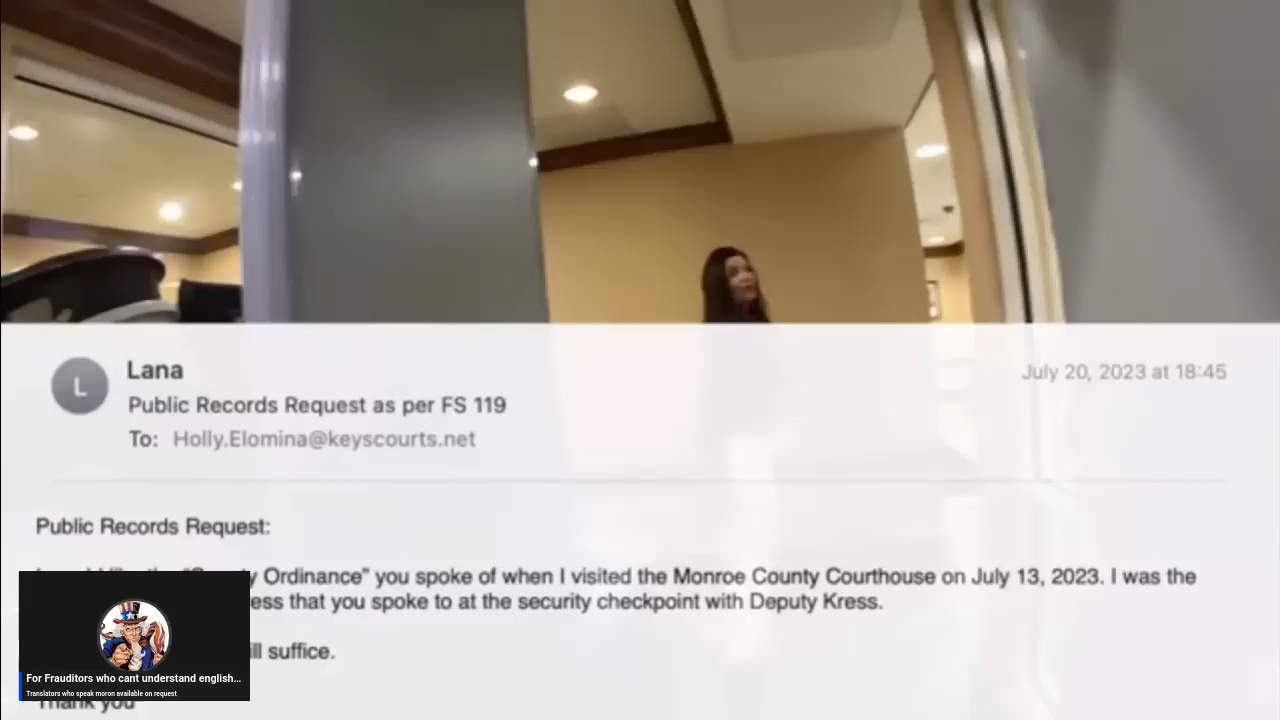 L
Lana
July 20, 2023 at 18:45
Public Records Request as per FS 119
To: Holly.Elomina@keyscourts.net
Public Records Request:
Ordinance” you spoke of when I visited the Monroe County Courthouse on July 13, 2023. I was the
that you spoke to at the security checkpoint with Deputy Kress.
suffice.
Thank you
For Frauditors who cant understand english...
Translators who speak moron available on request